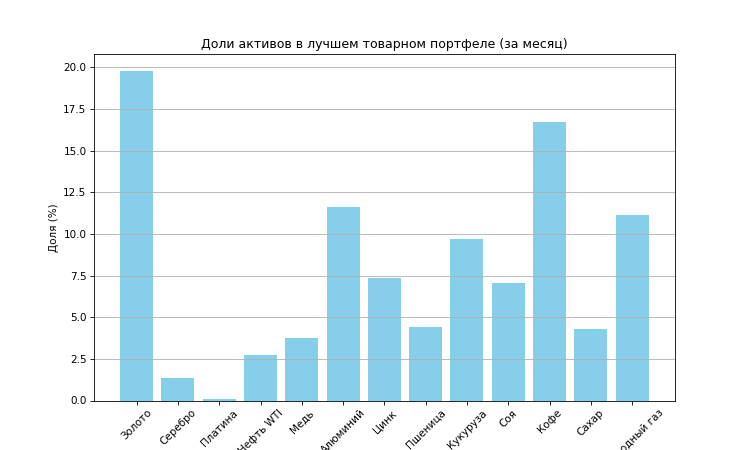 Доли активов в лучшем товарном портфеле (за месяц)
20.0
17.5
15.0
12.5
10.0
7.5
5.0
2.5
0.0
Доля (%)
Золото
Серебро
Платина
Нефть WTI
Медь
Алюминий
Цинк
Пшеница
Кукуруза
Соя
Кофе
Сахар
одный газ